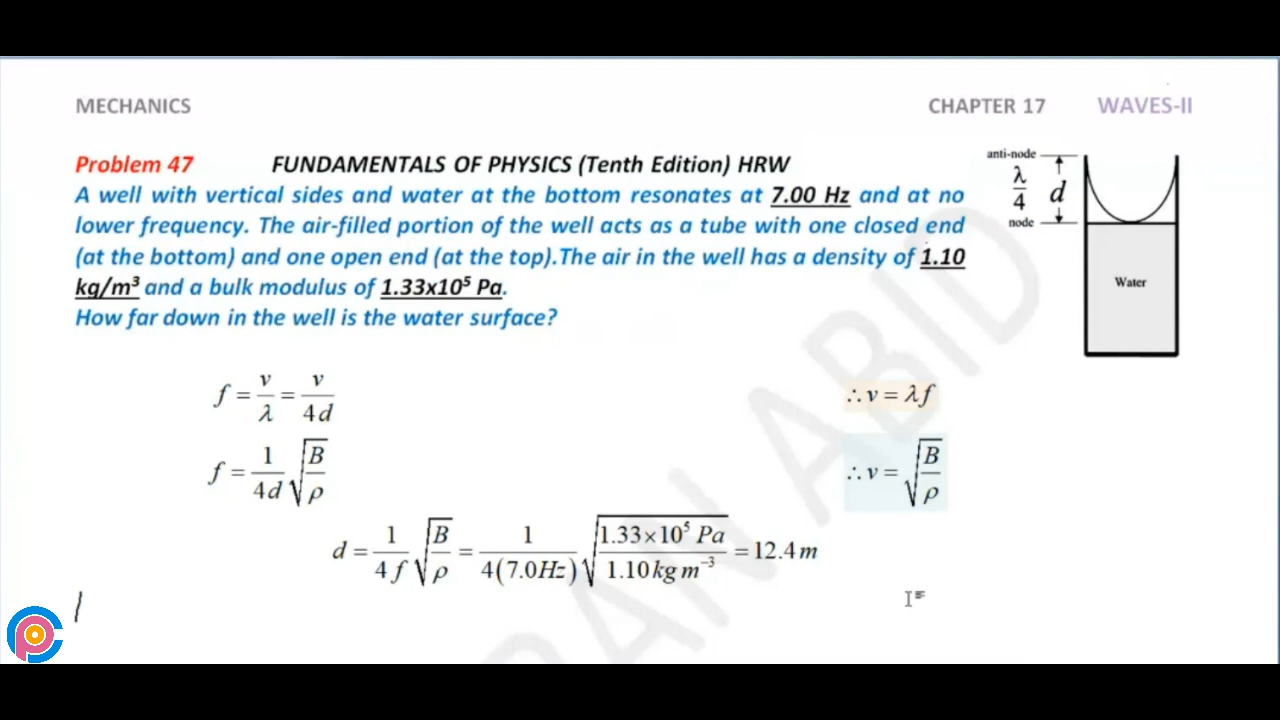 MECHANICS CHAPTER 17 WAVES-II
Problem 47 FUNDAMENTALS OF PHYSICS (Tenth Edition) HRW
A well with vertical sides and water at the bottom resonates at 7.00 Hz and at no
lower frequency. The air-filled portion of the well acts as a tube with one closed end
(at the bottom) and one open end (at the top).The air in the well has a density of 1.10
kg/m³ and a bulk modulus of 1.33x10⁵ Pa.
How far down in the well is the water surface?
anti-node
λ/4 d
node
Water
f = v/λ = v/4d ∴ v = λf
f = 1/4d √(B/ρ) ∴ v = √(B/ρ)
d = 1/4f √(B/ρ) = 1/4(7.0Hz) √(1.33×10⁵ Pa/1.10kg m⁻³) = 12.4m
RAN ABID